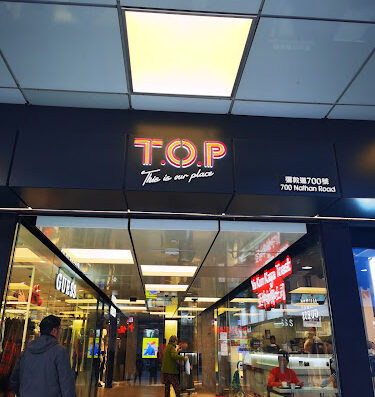 T.O.P
This is our place
彌敦道700號
700 Nathan Road
GUESS